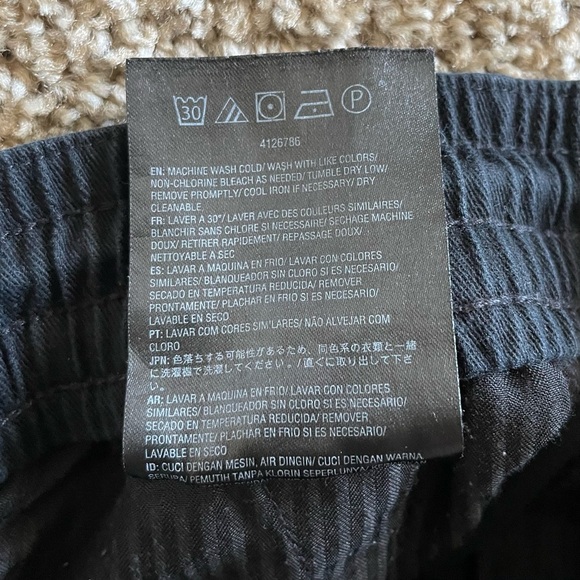 30 P
4126786
EN: MACHINE WASH COLD/ WASH WITH LIKE COLORS/
NON-CHLORINE BLEACH AS NEEDED/ TUMBLE DRY LOW/
REMOVE PROMPTLY/ COOL IRON IF NECESSARY/ DRY
CLEANABLE
FR: LAVER A 30°/ LAVER AVEC DES COULEURS SIMILAIRES/
BLANCHIR SANS CHLORE SI NECESSAIRE/ SECHAGE MACHINE
DOUX/ RETIRER RAPIDEMENT/ REPASSAGE DOUX/
NETTOYABLE A SEC
ES: LAVAR A MAQUINA EN FRIO/ LAVAR CON COLORES
SIMILARES/ BLANQUEADOR SIN CLORO SI ES NECESARIO/
SECADO EN TEMPERATURA REDUCIDA/ REMOVER
PRONTAMENTE/ PLACHAR EN FRIO SI ES NECESARIO/
LAVABLE EN SECO
PT: LAVAR COM CORES SIM'LARES/ NÃO ALVEJAR COM
CLORO
JPN: 色落ちする可能性があるため、同色系の衣類と一緒
に洗濯機で洗濯してください。/直ぐに取り出して下さ
い。
AR: LAVAR A MAQUINA EN FRIO/ LAVAR CON COLORES
SIMILARES/ BLANQUEADOR SIN CLORO SI ES NECESARIO/
SECADO EN TEMPERATURA REDUCIDA/ REMOVER
PRONTAMENTE/ PLACHAR EN FRIO SI ES NECESARIO/
LAVABLE EN SECO
ID: CUCI DENGAN MESIN, AIR DINGIN/ CUCI DENGAN WARNA
SERUPA/ PEMUTIH TANPA KLORIN SEPERLUNYA/